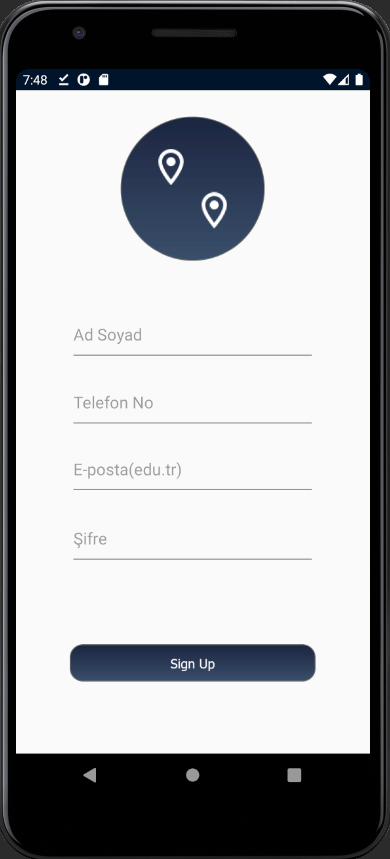 7:48
Ad Soyad
Telefon No
E-posta(edu.tr)
Şifre
Sign Up